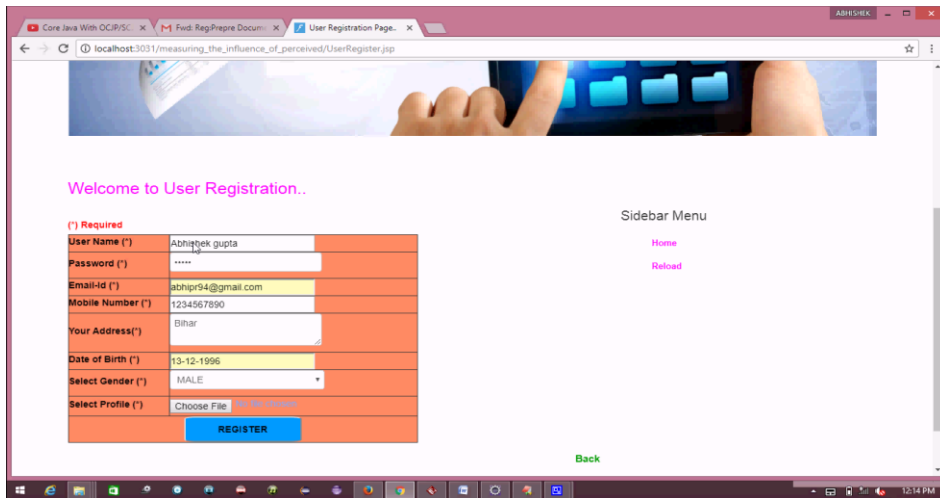 ABHISHEK
Core Java With OCJP/SC
Fwd: Reg:Prepre Docume
User Registration Page..
localhost:3031/measuring_the_influence_of_perceived/UserRegister.jsp
Welcome to User Registration..
(*) Required
User Name (*) Abhishek gupta
Password (*) •••••
Email-Id (*) abhipr94@gmail.com
Mobile Number (*) 1234567890
Your Address(*) Bihar
Date of Birth (*) 13-12-1996
Select Gender (*) MALE
Select Profile (*) Choose File
REGISTER
Sidebar Menu
Home
Reload
Back
12:14 PM